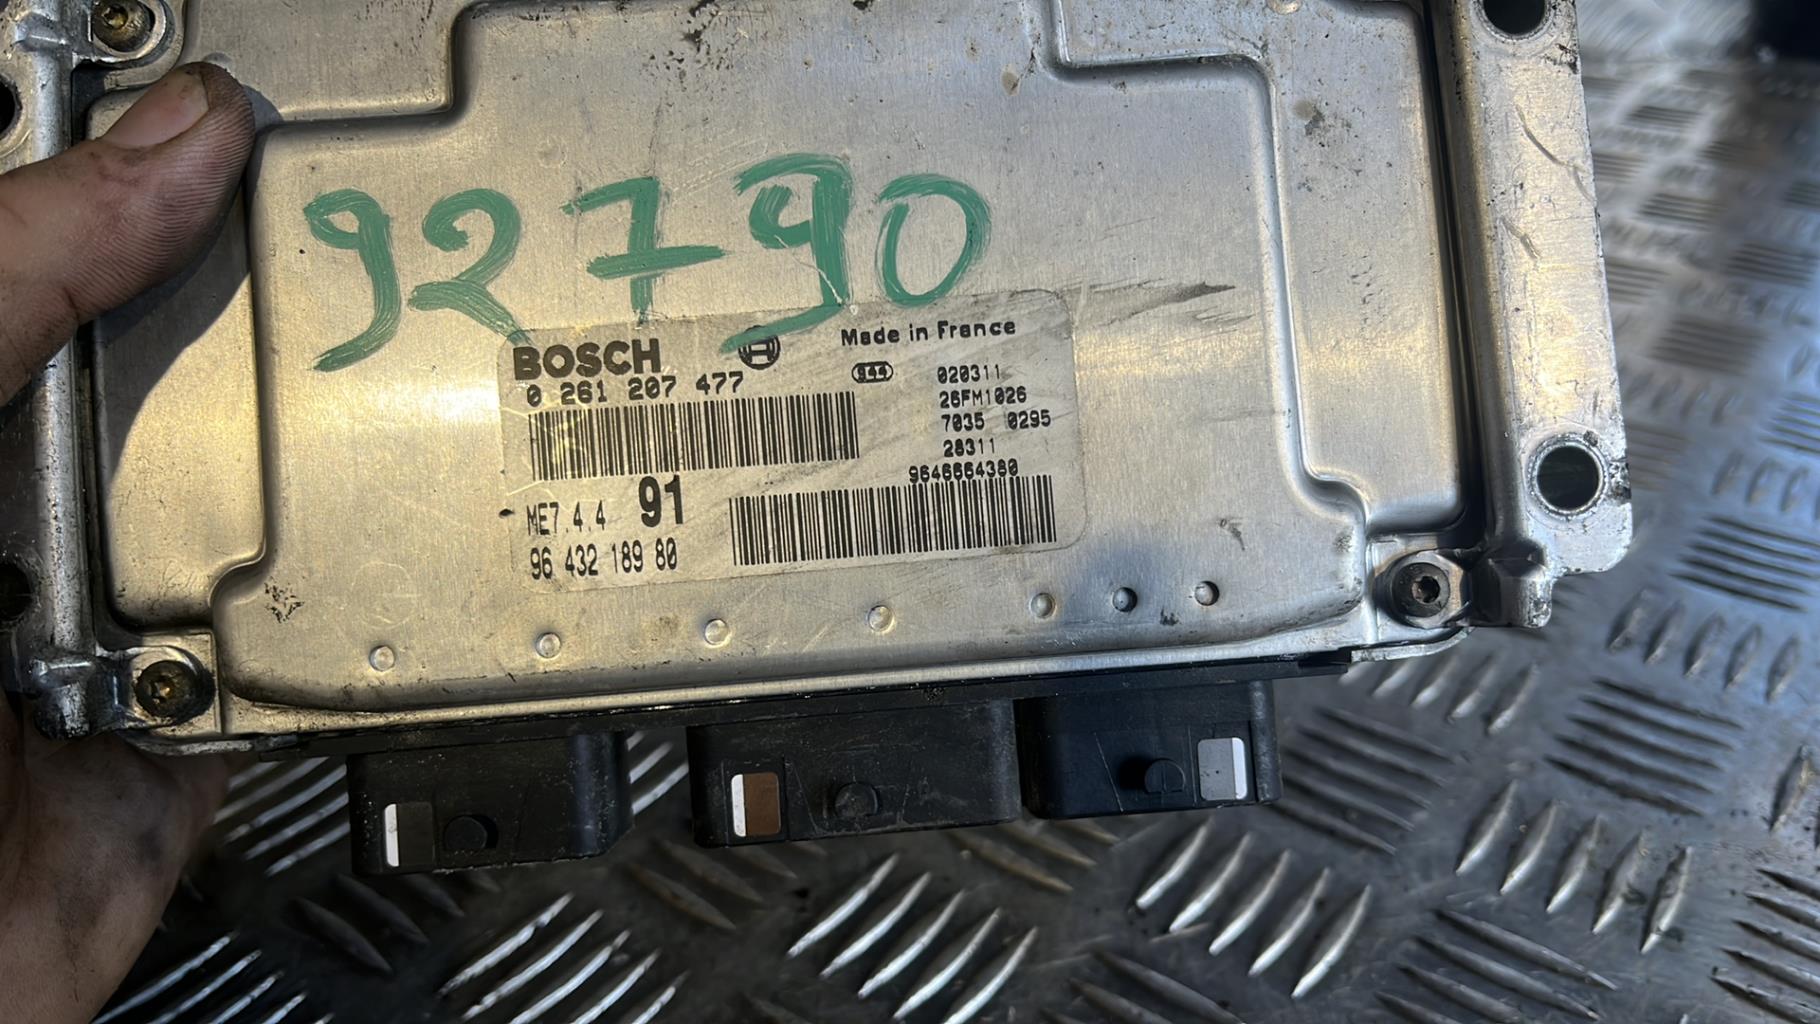 92790
BOSCH
0 261 207 477
Made in France
944
020311
26FM1026
7035 0295
28311
9646664380
ME7.4.4 91
96 432 189 80